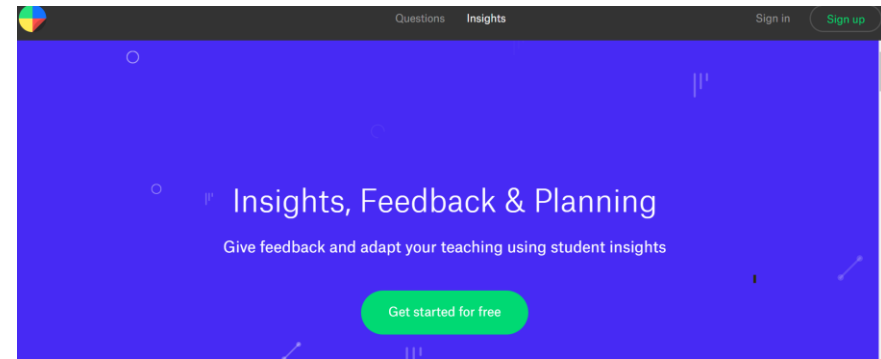 Questions Insights Sign in Sign up
Insights, Feedback & Planning
Give feedback and adapt your teaching using student insights
Get started for free